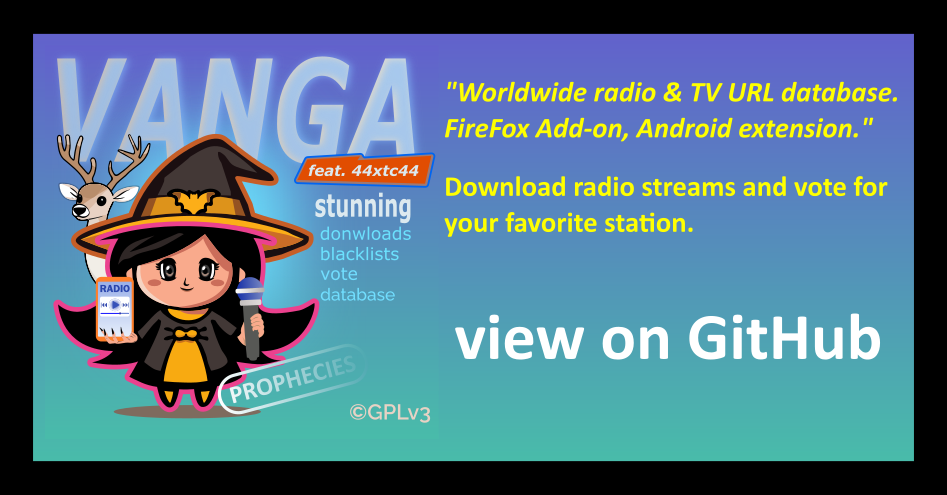 VANGA
feat. 44xtc44
stunning
donwloads
blacklists
vote
database
RADIO
PROPHECIES
©GPLv3
"Worldwide radio & TV URL database.
FireFox Add-on, Android extension."
Download radio streams and vote for
your favorite station.
view on GitHub